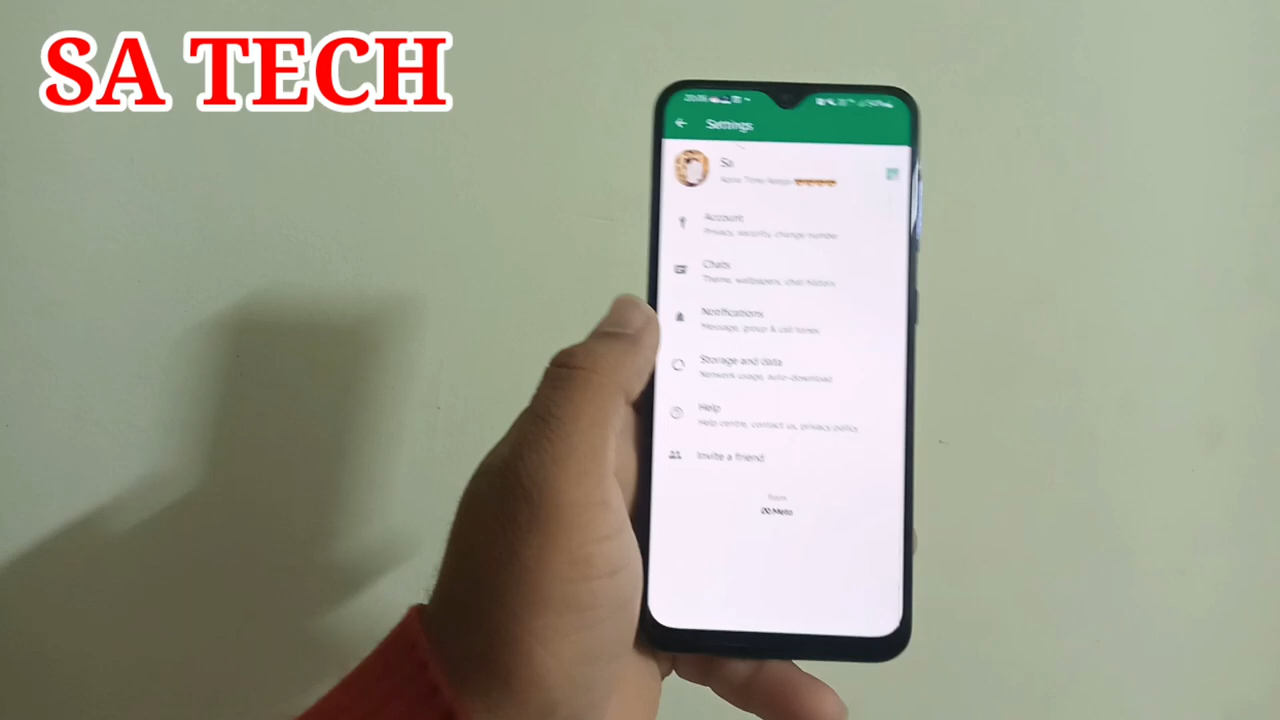 SA TECH
Settings
Sa
Account
Privacy, security, change number
Chats
Theme, wallpapers, chat history
Notifications
Message, group & call tones
Storage and data
Network usage, auto-download
Help
Help centre, contact us, privacy policy
Invite a friend
from
Meta